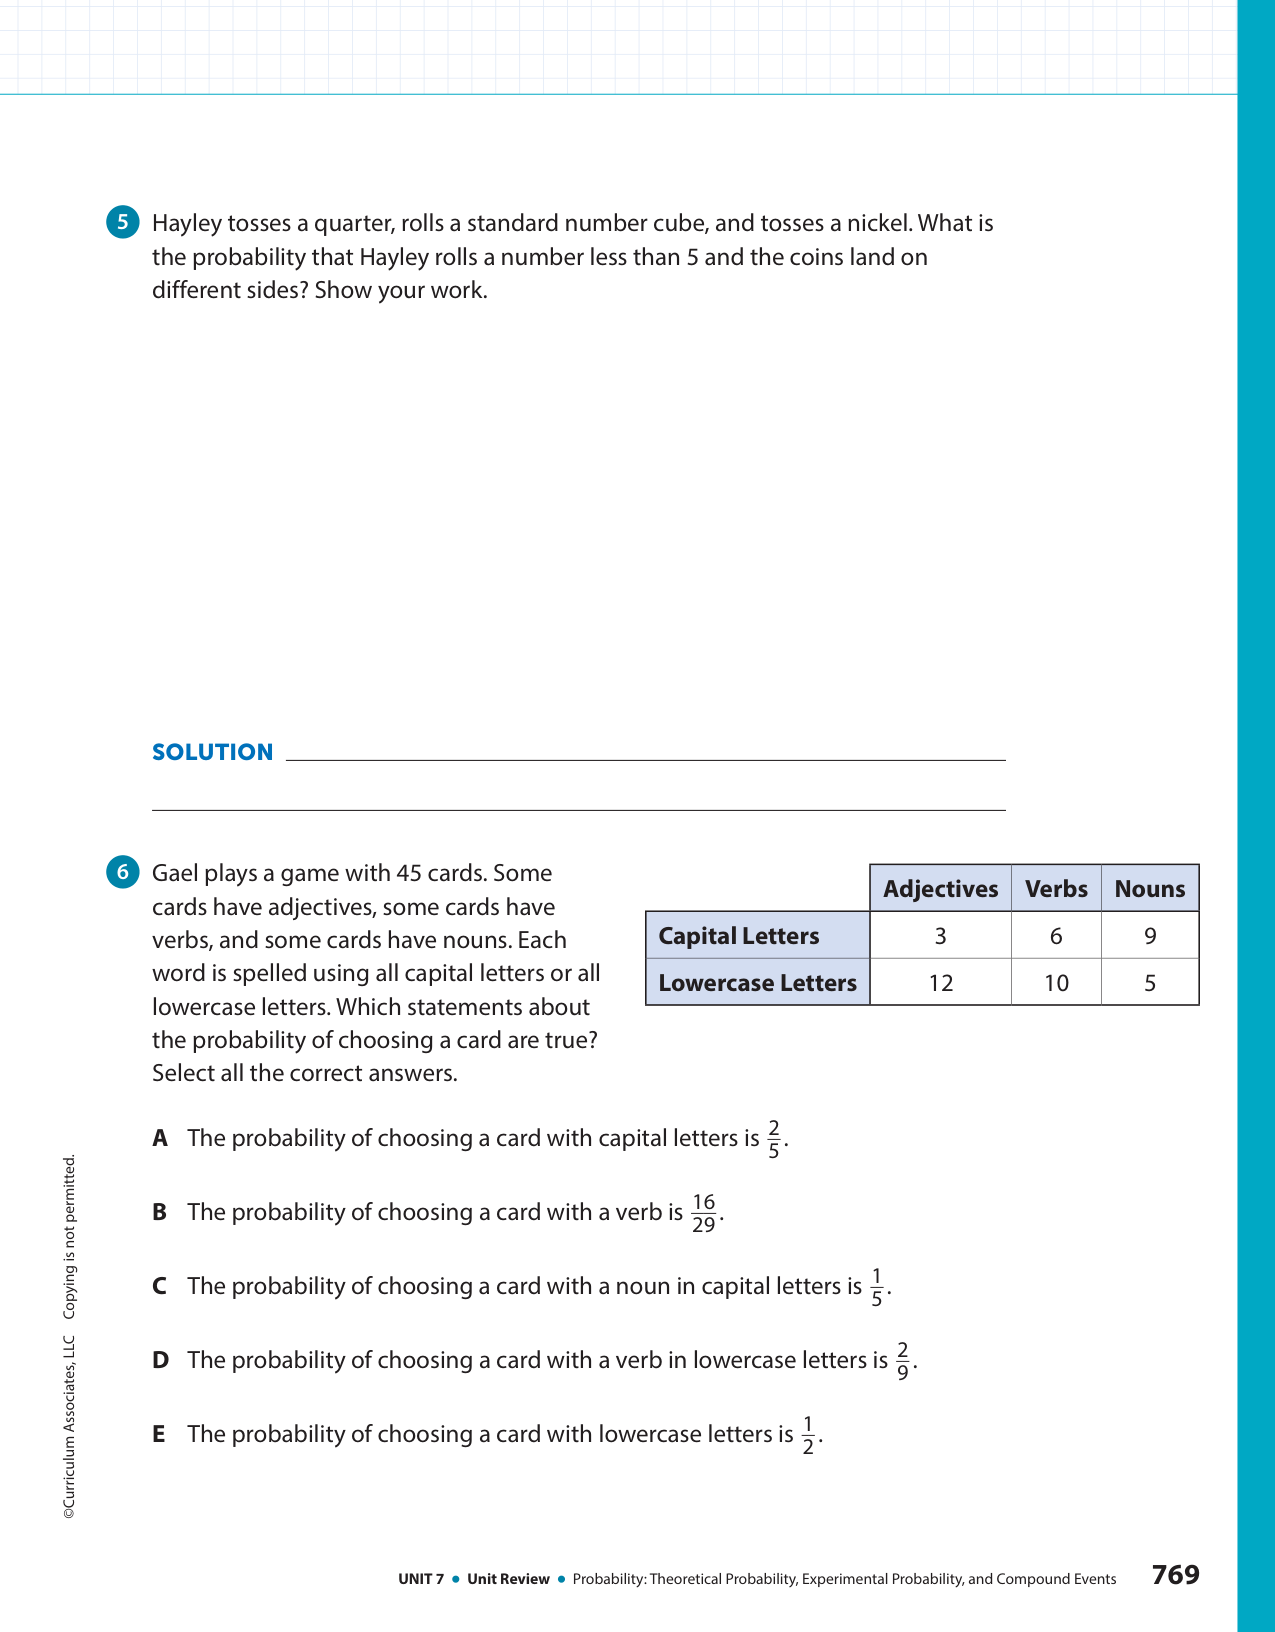 5 Hayley tosses a quarter, rolls a standard number cube, and tosses a nickel. What is
the probability that Hayley rolls a number less than 5 and the coins land on
different sides? Show your work.
SOLUTION
6 Gael plays a game with 45 cards. Some
cards have adjectives, some cards have
verbs, and some cards have nouns. Each
word is spelled using all capital letters or all
lowercase letters. Which statements about
the probability of choosing a card are true?
Select all the correct answers.
Adjectives Verbs Nouns
Capital Letters 3 6 9
Lowercase Letters 12 10 5
A The probability of choosing a card with capital letters is 2/5.
B The probability of choosing a card with a verb is 16/29.
C The probability of choosing a card with a noun in capital letters is 1/5.
D The probability of choosing a card with a verb in lowercase letters is 2/9.
E The probability of choosing a card with lowercase letters is 1/2.
©Curriculum Associates, LLC Copying is not permitted.
UNIT 7 • Unit Review • Probability: Theoretical Probability, Experimental Probability, and Compound Events 769